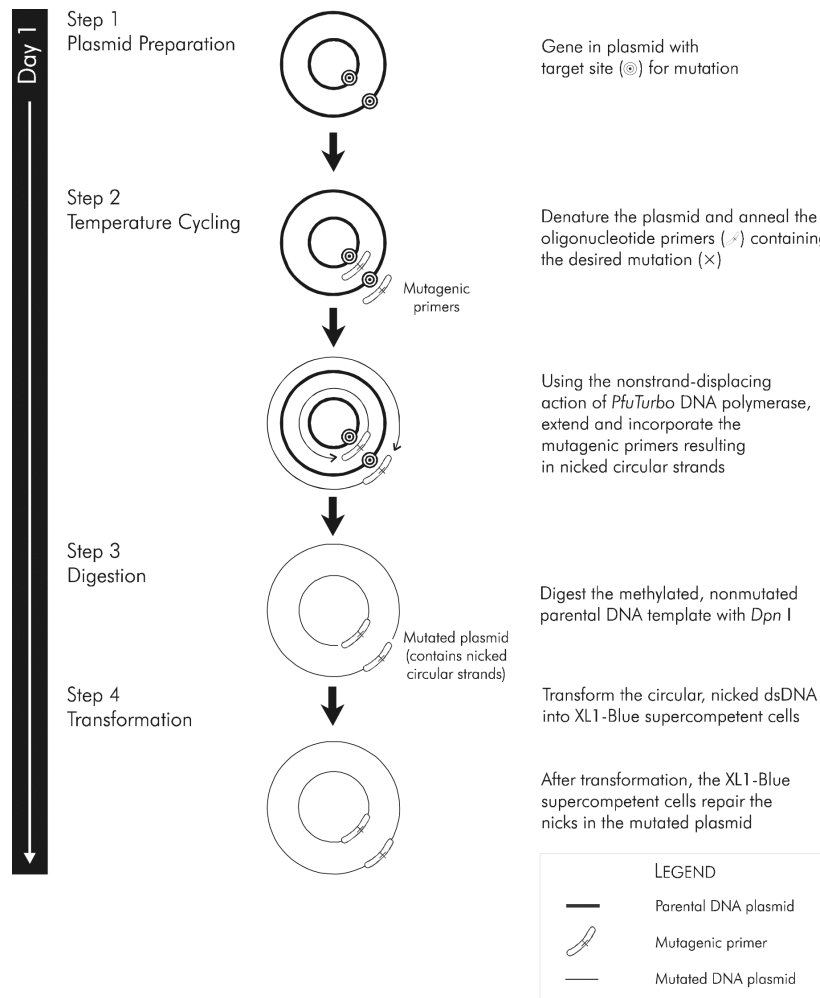 Day 1
Step 1
Plasmid Preparation
Gene in plasmid with
target site (◎) for mutation
Step 2
Temperature Cycling
Denature the plasmid and anneal the
oligonucleotide primers ( ) containing
the desired mutation (×)
Mutagenic
primers
Using the nonstrand-displacing
action of PfuTurbo DNA polymerase,
extend and incorporate the
mutagenic primers resulting
in nicked circular strands
Step 3
Digestion
Digest the methylated, nonmutated
parental DNA template with Dpn I
Mutated plasmid
(contains nicked
circular strands)
Step 4
Transformation
Transform the circular, nicked dsDNA
into XL1-Blue supercompetent cells
After transformation, the XL1-Blue
supercompetent cells repair the
nicks in the mutated plasmid
LEGEND
Parental DNA plasmid
Mutagenic primer
Mutated DNA plasmid